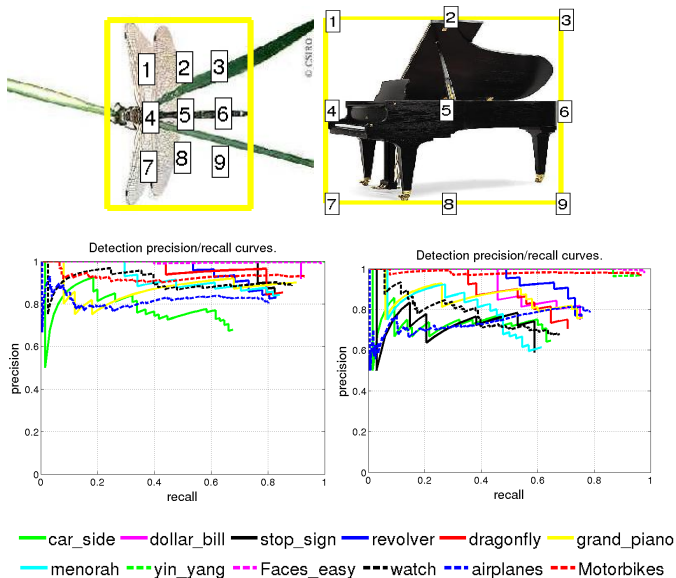 1 2 3
4 5 6
7 8 9
© CSIRO
1 2 3
4 5 6
7 8 9
Detection precision/recall curves.
1
0.8
0.6
0.4
0.2
0
precision
0 0.2 0.4 0.6 0.8 1
recall
Detection precision/recall curves.
1
0.8
0.6
0.4
0.2
0
precision
0 0.2 0.4 0.6 0.8 1
recall
car_side dollar_bill stop_sign revolver dragonfly grand_piano
menorah yin_yang Faces_easy watch airplanes Motorbikes